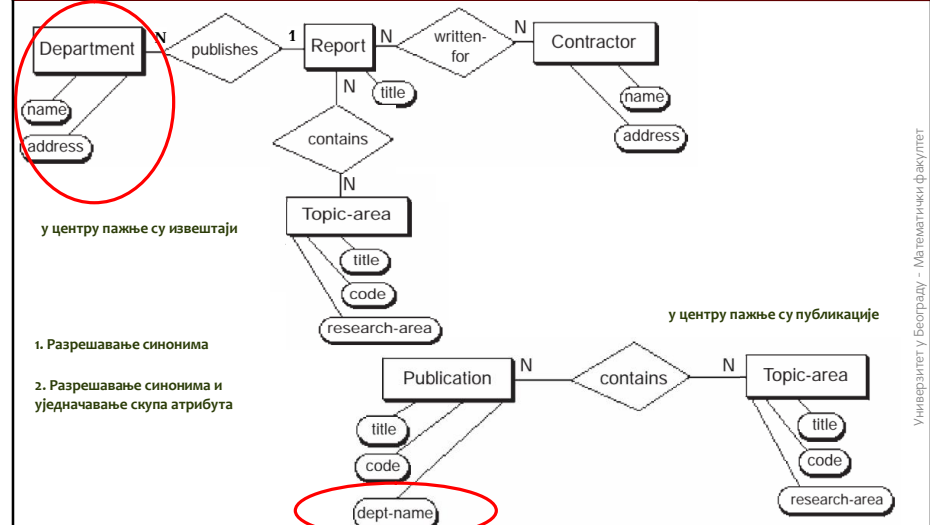 Department
N
publishes
1
Report
N
written-
for
N
Contractor
name
address
title
name
address
N
contains
N
Topic-area
title
code
research-area
у центру пажње су извештаји
у центру пажње су публикације
1. Разрешавање синонима
2. Разрешавање синонима и
уједначавање скупа атрибута
Publication
N
contains
N
Topic-area
title
code
dept-name
title
code
research-area
Универзитет у Београду - Математички факултет